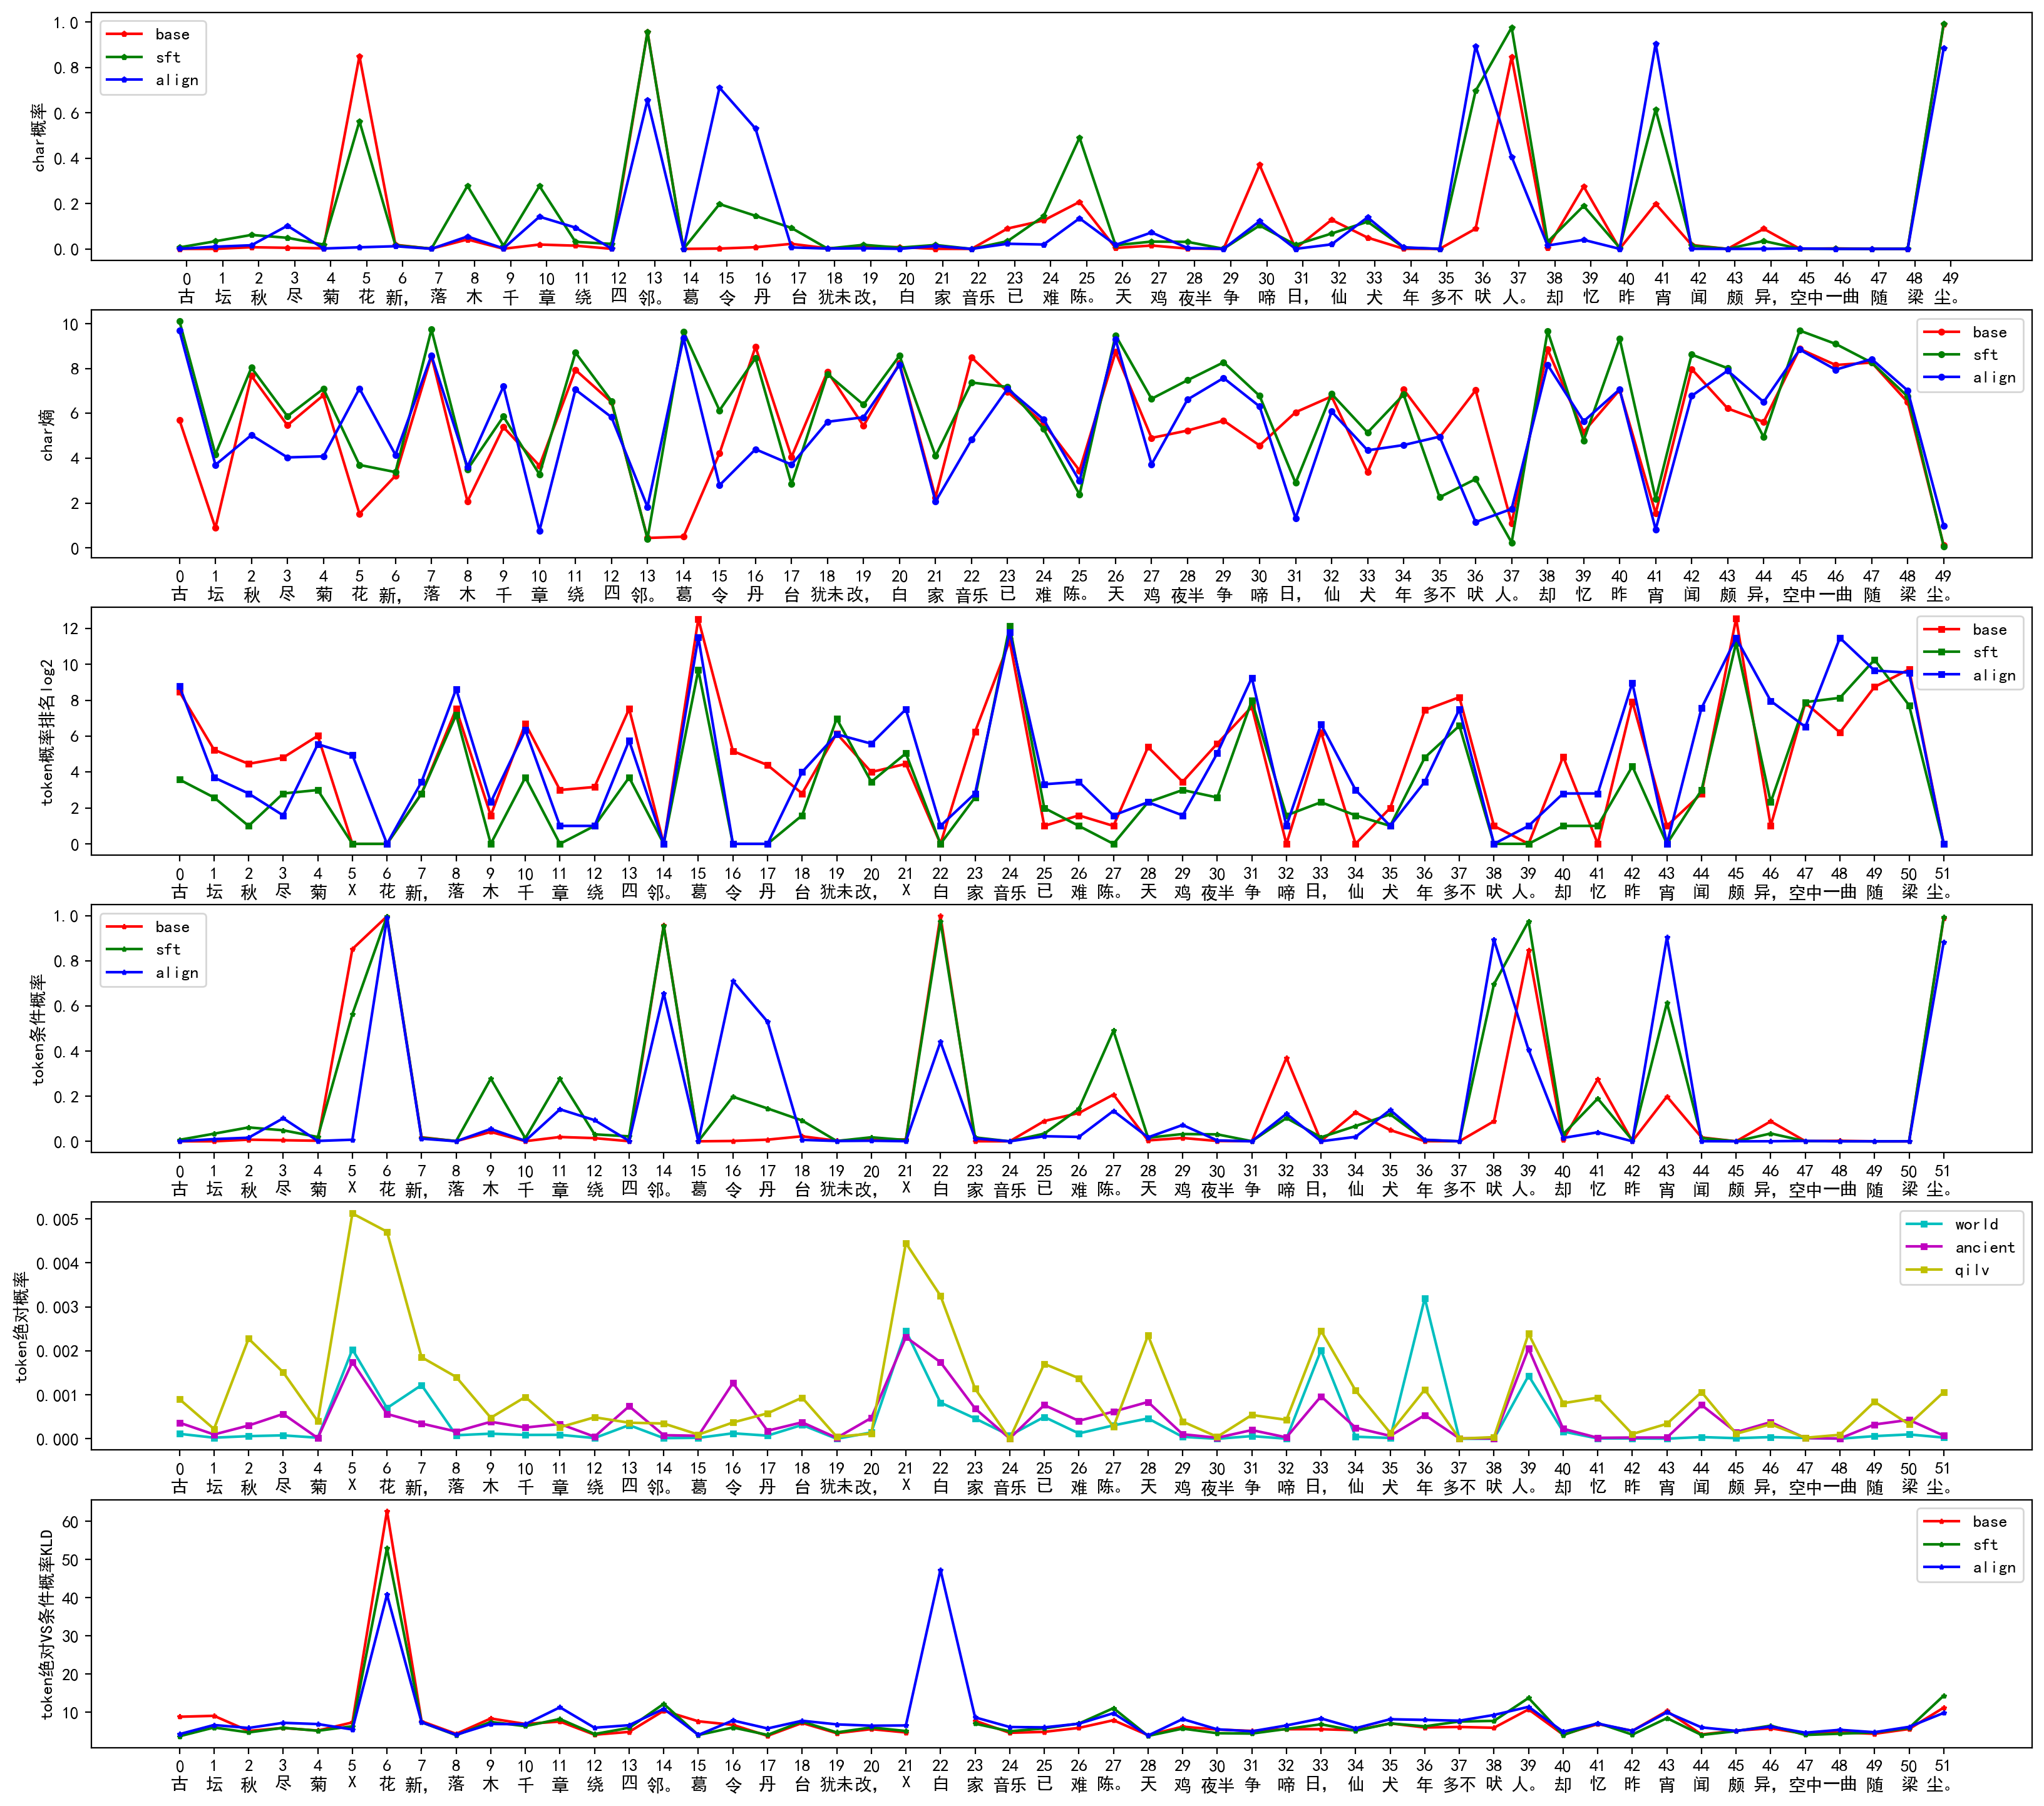 char概率
1.0
0.8
0.6
0.4
0.2
0.0
base
sft
align
0 1 2 3 4 5 6 7 8 9 10 11 12 13 14 15 16 17 18 19 20 21 22 23 24 25 26 27 28 29 30 31 32 33 34 35 36 37 38 39 40 41 42 43 44 45 46 47 48 49
古 坛 秋 尽 菊 花 新， 落 木 千 章 绕 四 邻。 葛 令 丹 台 犹未 改， 白 家 音乐 已 难 陈。 天 鸡 夜半 争 啼 日， 仙 犬 年 多不 吠 人。 却 忆 昨 宵 闻 颇 异， 空中 一曲 随 梁 尘。
char熵
10
8
6
4
2
0
base
sft
align
0 1 2 3 4 5 6 7 8 9 10 11 12 13 14 15 16 17 18 19 20 21 22 23 24 25 26 27 28 29 30 31 32 33 34 35 36 37 38 39 40 41 42 43 44 45 46 47 48 49
古 坛 秋 尽 菊 花 新， 落 木 千 章 绕 四 邻。 葛 令 丹 台 犹未 改， 白 家 音乐 已 难 陈。 天 鸡 夜半 争 啼 日， 仙 犬 年 多不 吠 人。 却 忆 昨 宵 闻 颇 异， 空中 一曲 随 梁 尘。
token概率排名log2
12
10
8
6
4
2
0
base
sft
align
0 1 2 3 4 5 6 7 8 9 10 11 12 13 14 15 16 17 18 19 20 21 22 23 24 25 26 27 28 29 30 31 32 33 34 35 36 37 38 39 40 41 42 43 44 45 46 47 48 49 50 51
古 坛 秋 尽 菊 X 花 新， 落 木 千 章 绕 四 邻。 葛 令 丹 台 犹未 改， X 白 家 音乐 已 难 陈。 天 鸡 夜半 争 啼 日， 仙 犬 年 多不 吠 人。 却 忆 昨 宵 闻 颇 异， 空中 一曲 随 梁 尘。
token条件概率
1.0
0.8
0.6
0.4
0.2
0.0
base
sft
align
0 1 2 3 4 5 6 7 8 9 10 11 12 13 14 15 16 17 18 19 20 21 22 23 24 25 26 27 28 29 30 31 32 33 34 35 36 37 38 39 40 41 42 43 44 45 46 47 48 49 50 51
古 坛 秋 尽 菊 X 花 新， 落 木 千 章 绕 四 邻。 葛 令 丹 台 犹未 改， X 白 家 音乐 已 难 陈。 天 鸡 夜半 争 啼 日， 仙 犬 年 多不 吠 人。 却 忆 昨 宵 闻 颇 异， 空中 一曲 随 梁 尘。
token绝对概率
0.005
0.004
0.003
0.002
0.001
0.000
world
ancient
qilv
0 1 2 3 4 5 6 7 8 9 10 11 12 13 14 15 16 17 18 19 20 21 22 23 24 25 26 27 28 29 30 31 32 33 34 35 36 37 38 39 40 41 42 43 44 45 46 47 48 49 50 51
古 坛 秋 尽 菊 X 花 新， 落 木 千 章 绕 四 邻。 葛 令 丹 台 犹未 改， X 白 家 音乐 已 难 陈。 天 鸡 夜半 争 啼 日， 仙 犬 年 多不 吠 人。 却 忆 昨 宵 闻 颇 异， 空中 一曲 随 梁 尘。
token绝对VS条件概率KLD
60
50
40
30
20
10
base
sft
align
0 1 2 3 4 5 6 7 8 9 10 11 12 13 14 15 16 17 18 19 20 21 22 23 24 25 26 27 28 29 30 31 32 33 34 35 36 37 38 39 40 41 42 43 44 45 46 47 48 49 50 51
古 坛 秋 尽 菊 X 花 新， 落 木 千 章 绕 四 邻。 葛 令 丹 台 犹未 改， X 白 家 音乐 已 难 陈。 天 鸡 夜半 争 啼 日， 仙 犬 年 多不 吠 人。 却 忆 昨 宵 闻 颇 异， 空中 一曲 随 梁 尘。